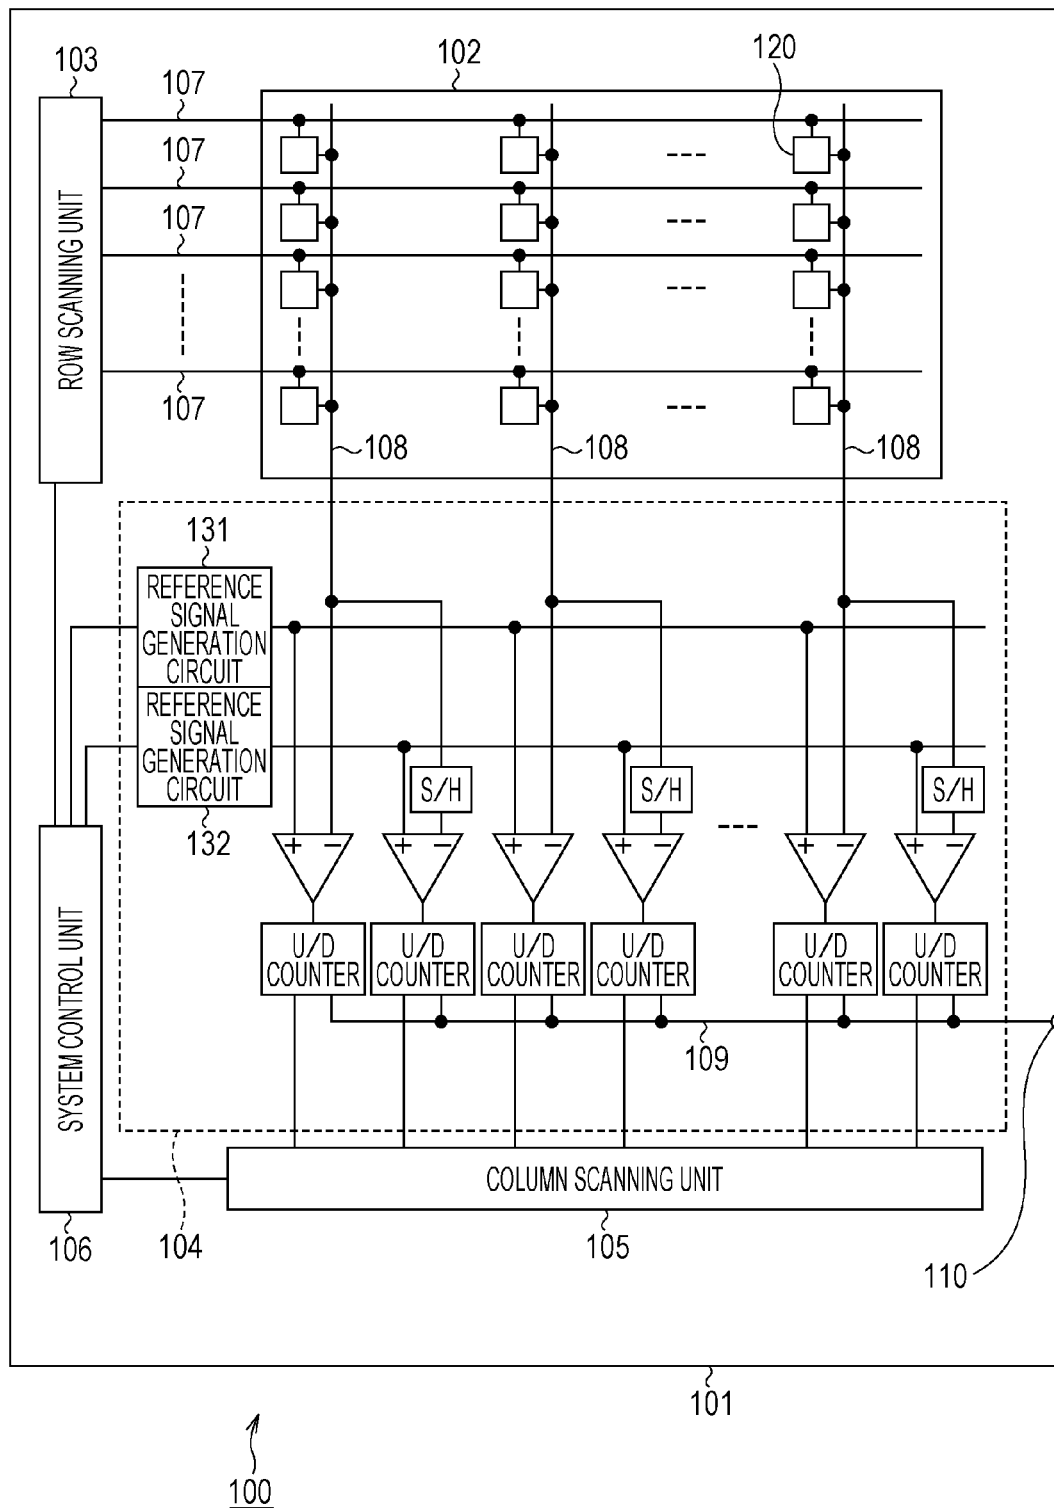 103
102
120
107
107
107
107
ROW SCANNING UNIT
108
108
108
131
REFERENCE
SIGNAL
GENERATION
CIRCUIT
REFERENCE
SIGNAL
GENERATION
CIRCUIT
132
S/H
S/H
S/H
---
+ −
+ −
+ −
+ −
+ −
+ −
U/D
COUNTER
U/D
COUNTER
U/D
COUNTER
U/D
COUNTER
U/D
COUNTER
U/D
COUNTER
109
SYSTEM CONTROL UNIT
COLUMN SCANNING UNIT
106
104
105
110
101
100